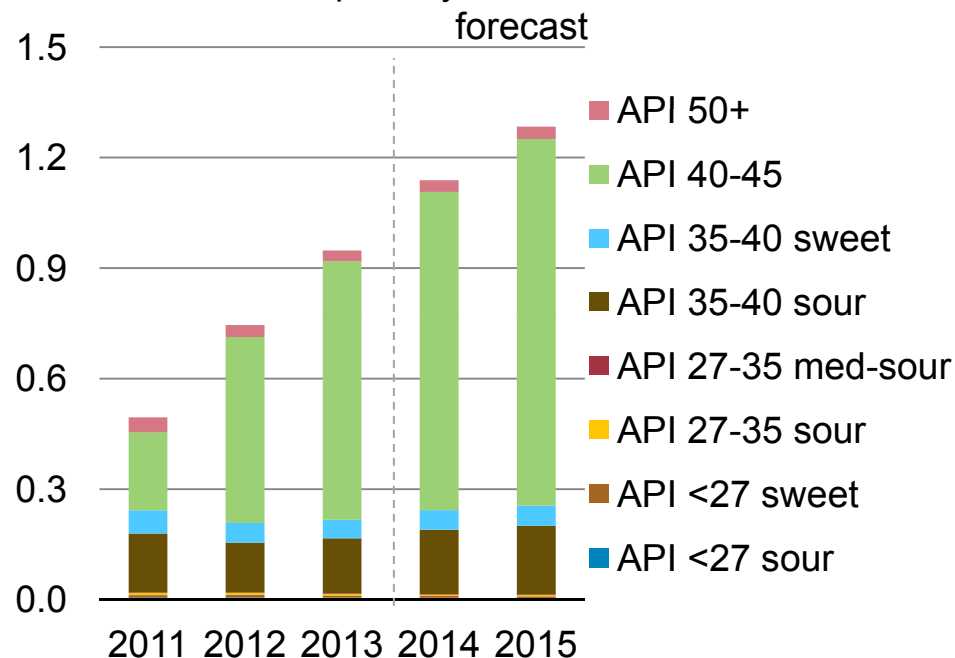 forecast
1.5
1.2
0.9
0.6
0.3
0.0
2011 2012 2013 2014 2015
API 50+
API 40-45
API 35-40 sweet
API 35-40 sour
API 27-35 med-sour
API 27-35 sour
API <27 sweet
API <27 sour